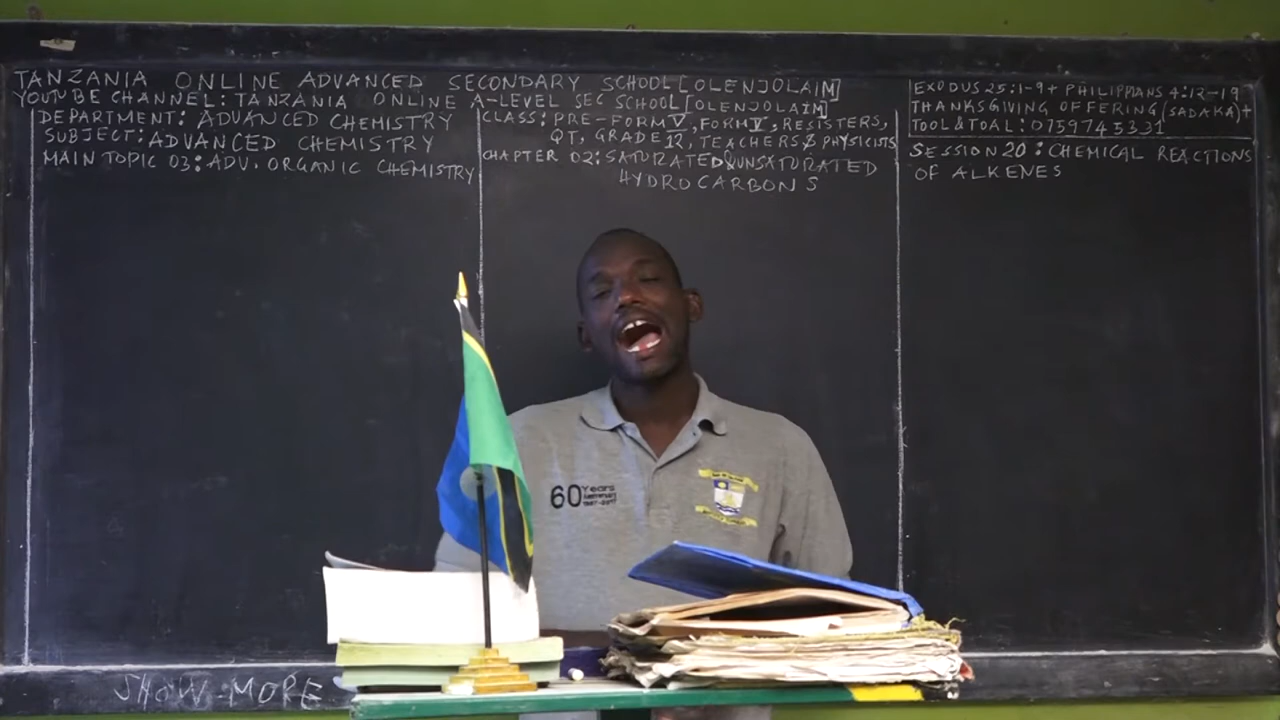 TANZANIA ONLINE ADVANCED SECONDARY SCHOOL[OLENJOLAIM]
YOUTUBE CHANNEL: TANZANIA ONLINE A-LEVEL SEC SCHOOL[OLENJOLAIM]
DEPARTMENT: ADVANCED CHEMISTRY
SUBJECT: ADVANCED CHEMISTRY
MAIN TOPIC 03: ADV. ORGANIC CHEMISTRY
CLASS: PRE-FORM V, FORM V, RESISTERS,
QT, GRADE 12, TEACHERS & PHYSICISTS
CHAPTER 02: SATURATED & UNSATURATED
HYDROCARBONS
EXODUS 25:1-9+ PHILIPPIANS 4:12-19
THANKSGIVING OFFERING (SADAKA)+
TOOL & TOAL: 0759745331
SESSION 20: CHEMICAL REACTIONS
OF ALKENES
60 Years
SHOW MORE